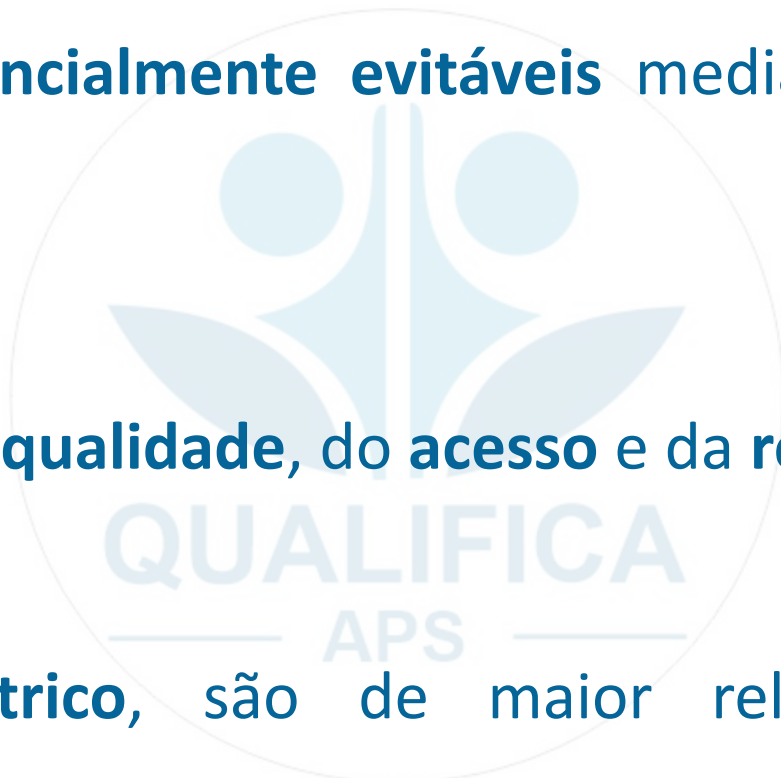 ncialmente evitáveis medi
qualidade, do acesso e da r
QUALIFICA
APS
trico, são de maior rel